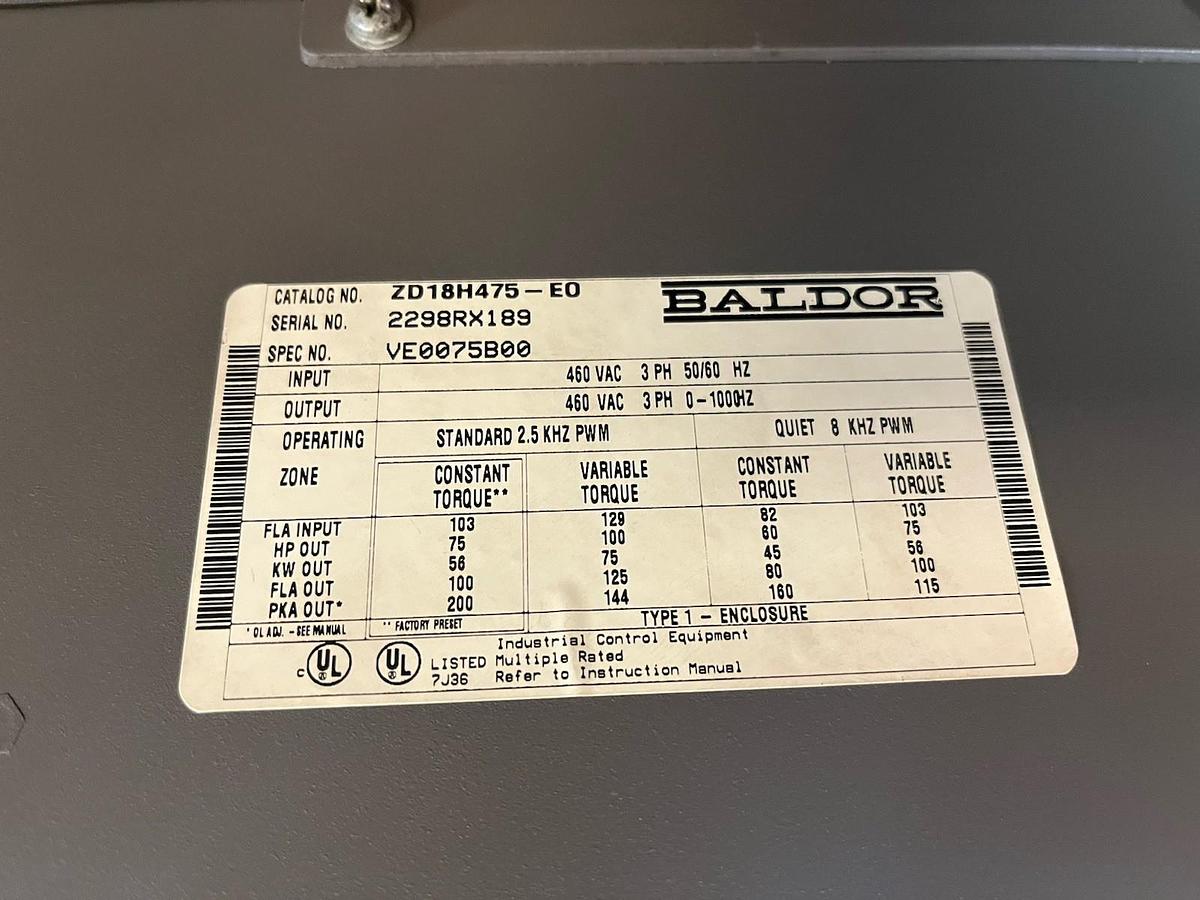 CATALOG NO. ZD18H475-EO BALDOR
SERIAL NO. 2298RX189
SPEC NO. VE0075B00
INPUT 460 VAC 3 PH 50/60 HZ
OUTPUT 460 VAC 3 PH 0-1000HZ
OPERATING STANDARD 2.5 KHZ PWM QUIET 8 KHZ PWM
ZONE CONSTANT TORQUE** VARIABLE TORQUE CONSTANT TORQUE VARIABLE TORQUE
FLA INPUT 103 129 82 103
HP OUT 75 100 60 75
KW OUT 56 75 45 56
FLA OUT 100 125 80 100
PKA OUT* 200 144 160 115
* OL ADJ. - SEE MANUAL ** FACTORY PRESET TYPE 1 - ENCLOSURE
Industrial Control Equipment
c UL UL LISTED Multiple Rated
7J36 Refer to Instruction Manual